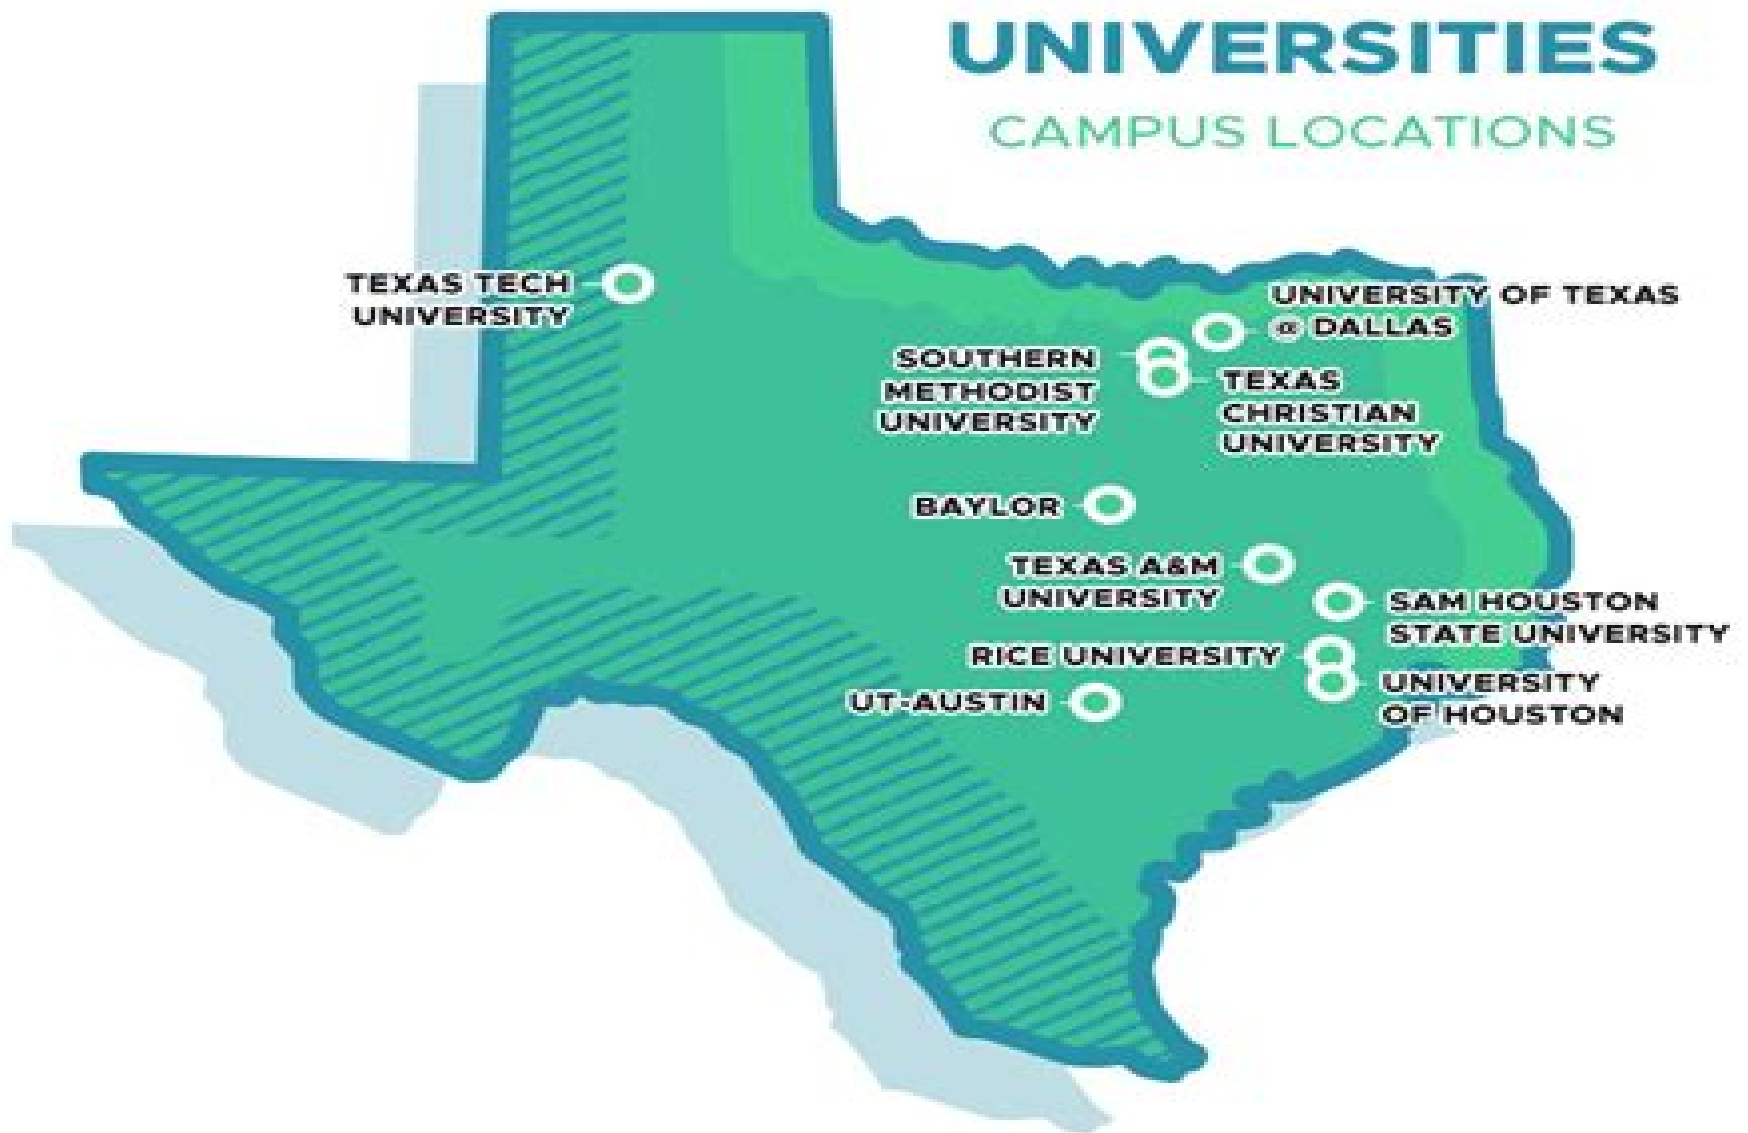 UNIVERSITIES
CAMPUS LOCATIONS
TEXAS TECH
UNIVERSITY
UNIVERSITY OF TEXAS
@ DALLAS
SOUTHERN
METHODIST
UNIVERSITY
TEXAS
CHRISTIAN
UNIVERSITY
BAYLOR
TEXAS A&M
UNIVERSITY
SAM HOUSTON
STATE UNIVERSITY
RICE UNIVERSITY
UNIVERSITY
OF HOUSTON
UT-AUSTIN